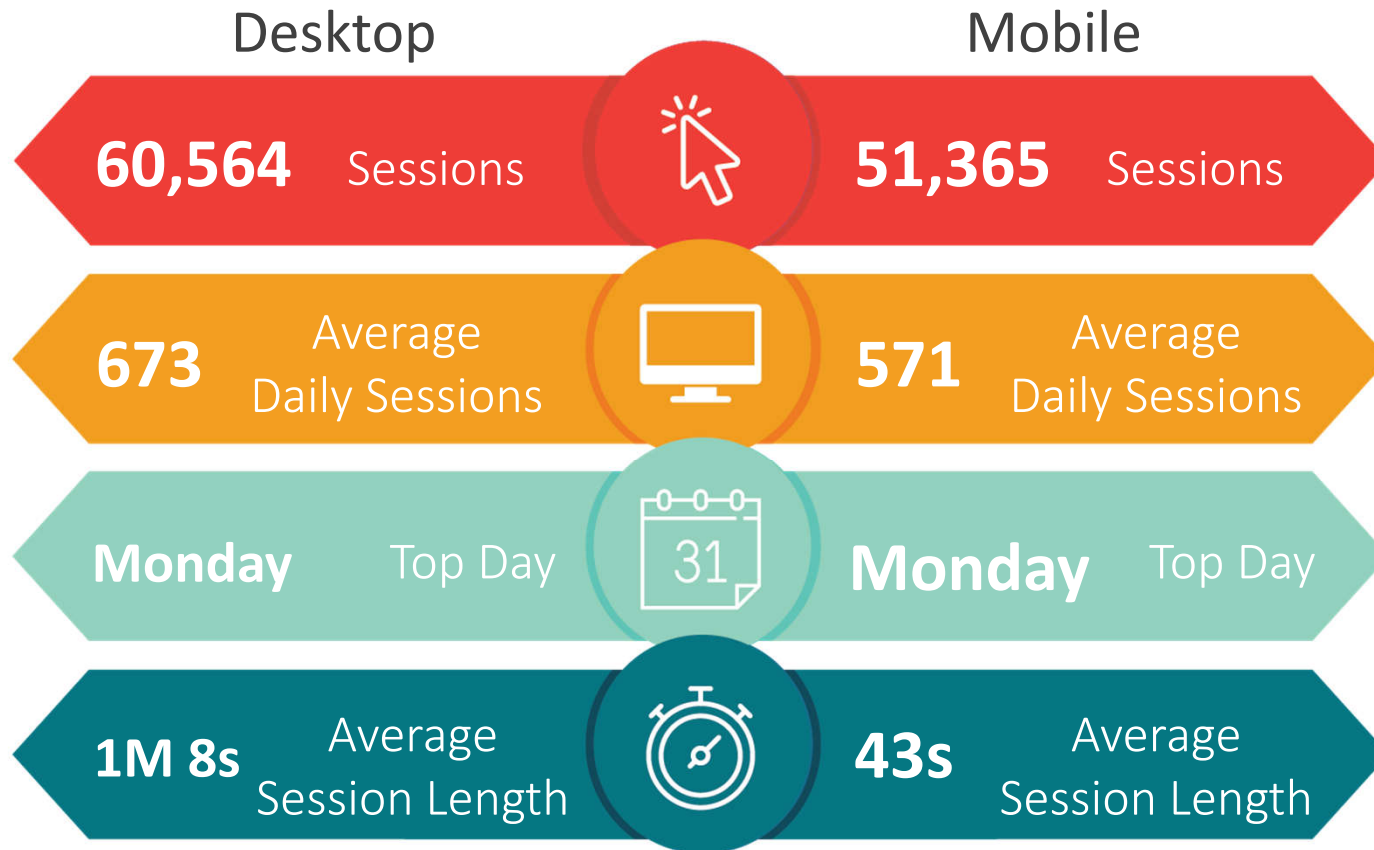 Desktop
Mobile
60,564 Sessions
51,365 Sessions
673 Average
Daily Sessions
571 Average
Daily Sessions
Monday Top Day
31
Monday Top Day
1M 8s Average
Session Length
43s Average
Session Length